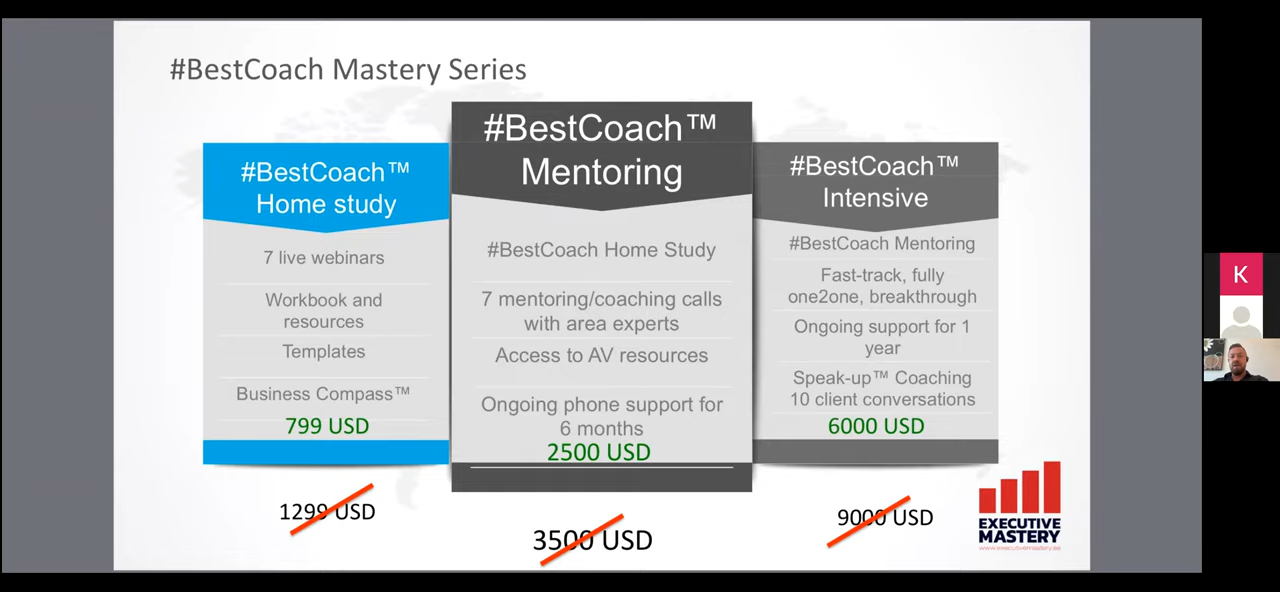 #BestCoach Mastery Series
#BestCoach™
Home study
7 live webinars
Workbook and
resources
Templates
Business Compass™
799 USD
1299 USD
#BestCoach™
Mentoring
#BestCoach Home Study
7 mentoring/coaching calls
with area experts
Access to AV resources
Ongoing phone support for
6 months
2500 USD
3500 USD
#BestCoach™
Intensive
#BestCoach Mentoring
Fast-track, fully
one2one, breakthrough
Ongoing support for 1
year
Speak-up™ Coaching
10 client conversations
6000 USD
9000 USD
EXECUTIVE
MASTERY
www.executivemastery.se
K